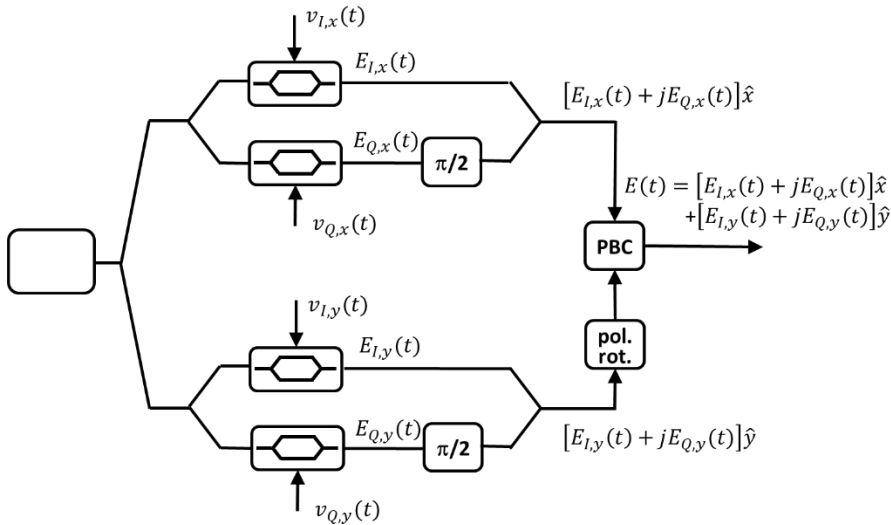 v_{I,x}(t)
E_{I,x}(t)
[E_{I,x}(t) + jE_{Q,x}(t)]x̂
E_{Q,x}(t)
π/2
v_{Q,x}(t)
E(t) = [E_{I,x}(t) + jE_{Q,x}(t)]x̂
+[E_{I,y}(t) + jE_{Q,y}(t)]ŷ
PBC
v_{I,y}(t)
pol.
rot.
E_{I,y}(t)
E_{Q,y}(t)
π/2
[E_{I,y}(t) + jE_{Q,y}(t)]ŷ
v_{Q,y}(t)